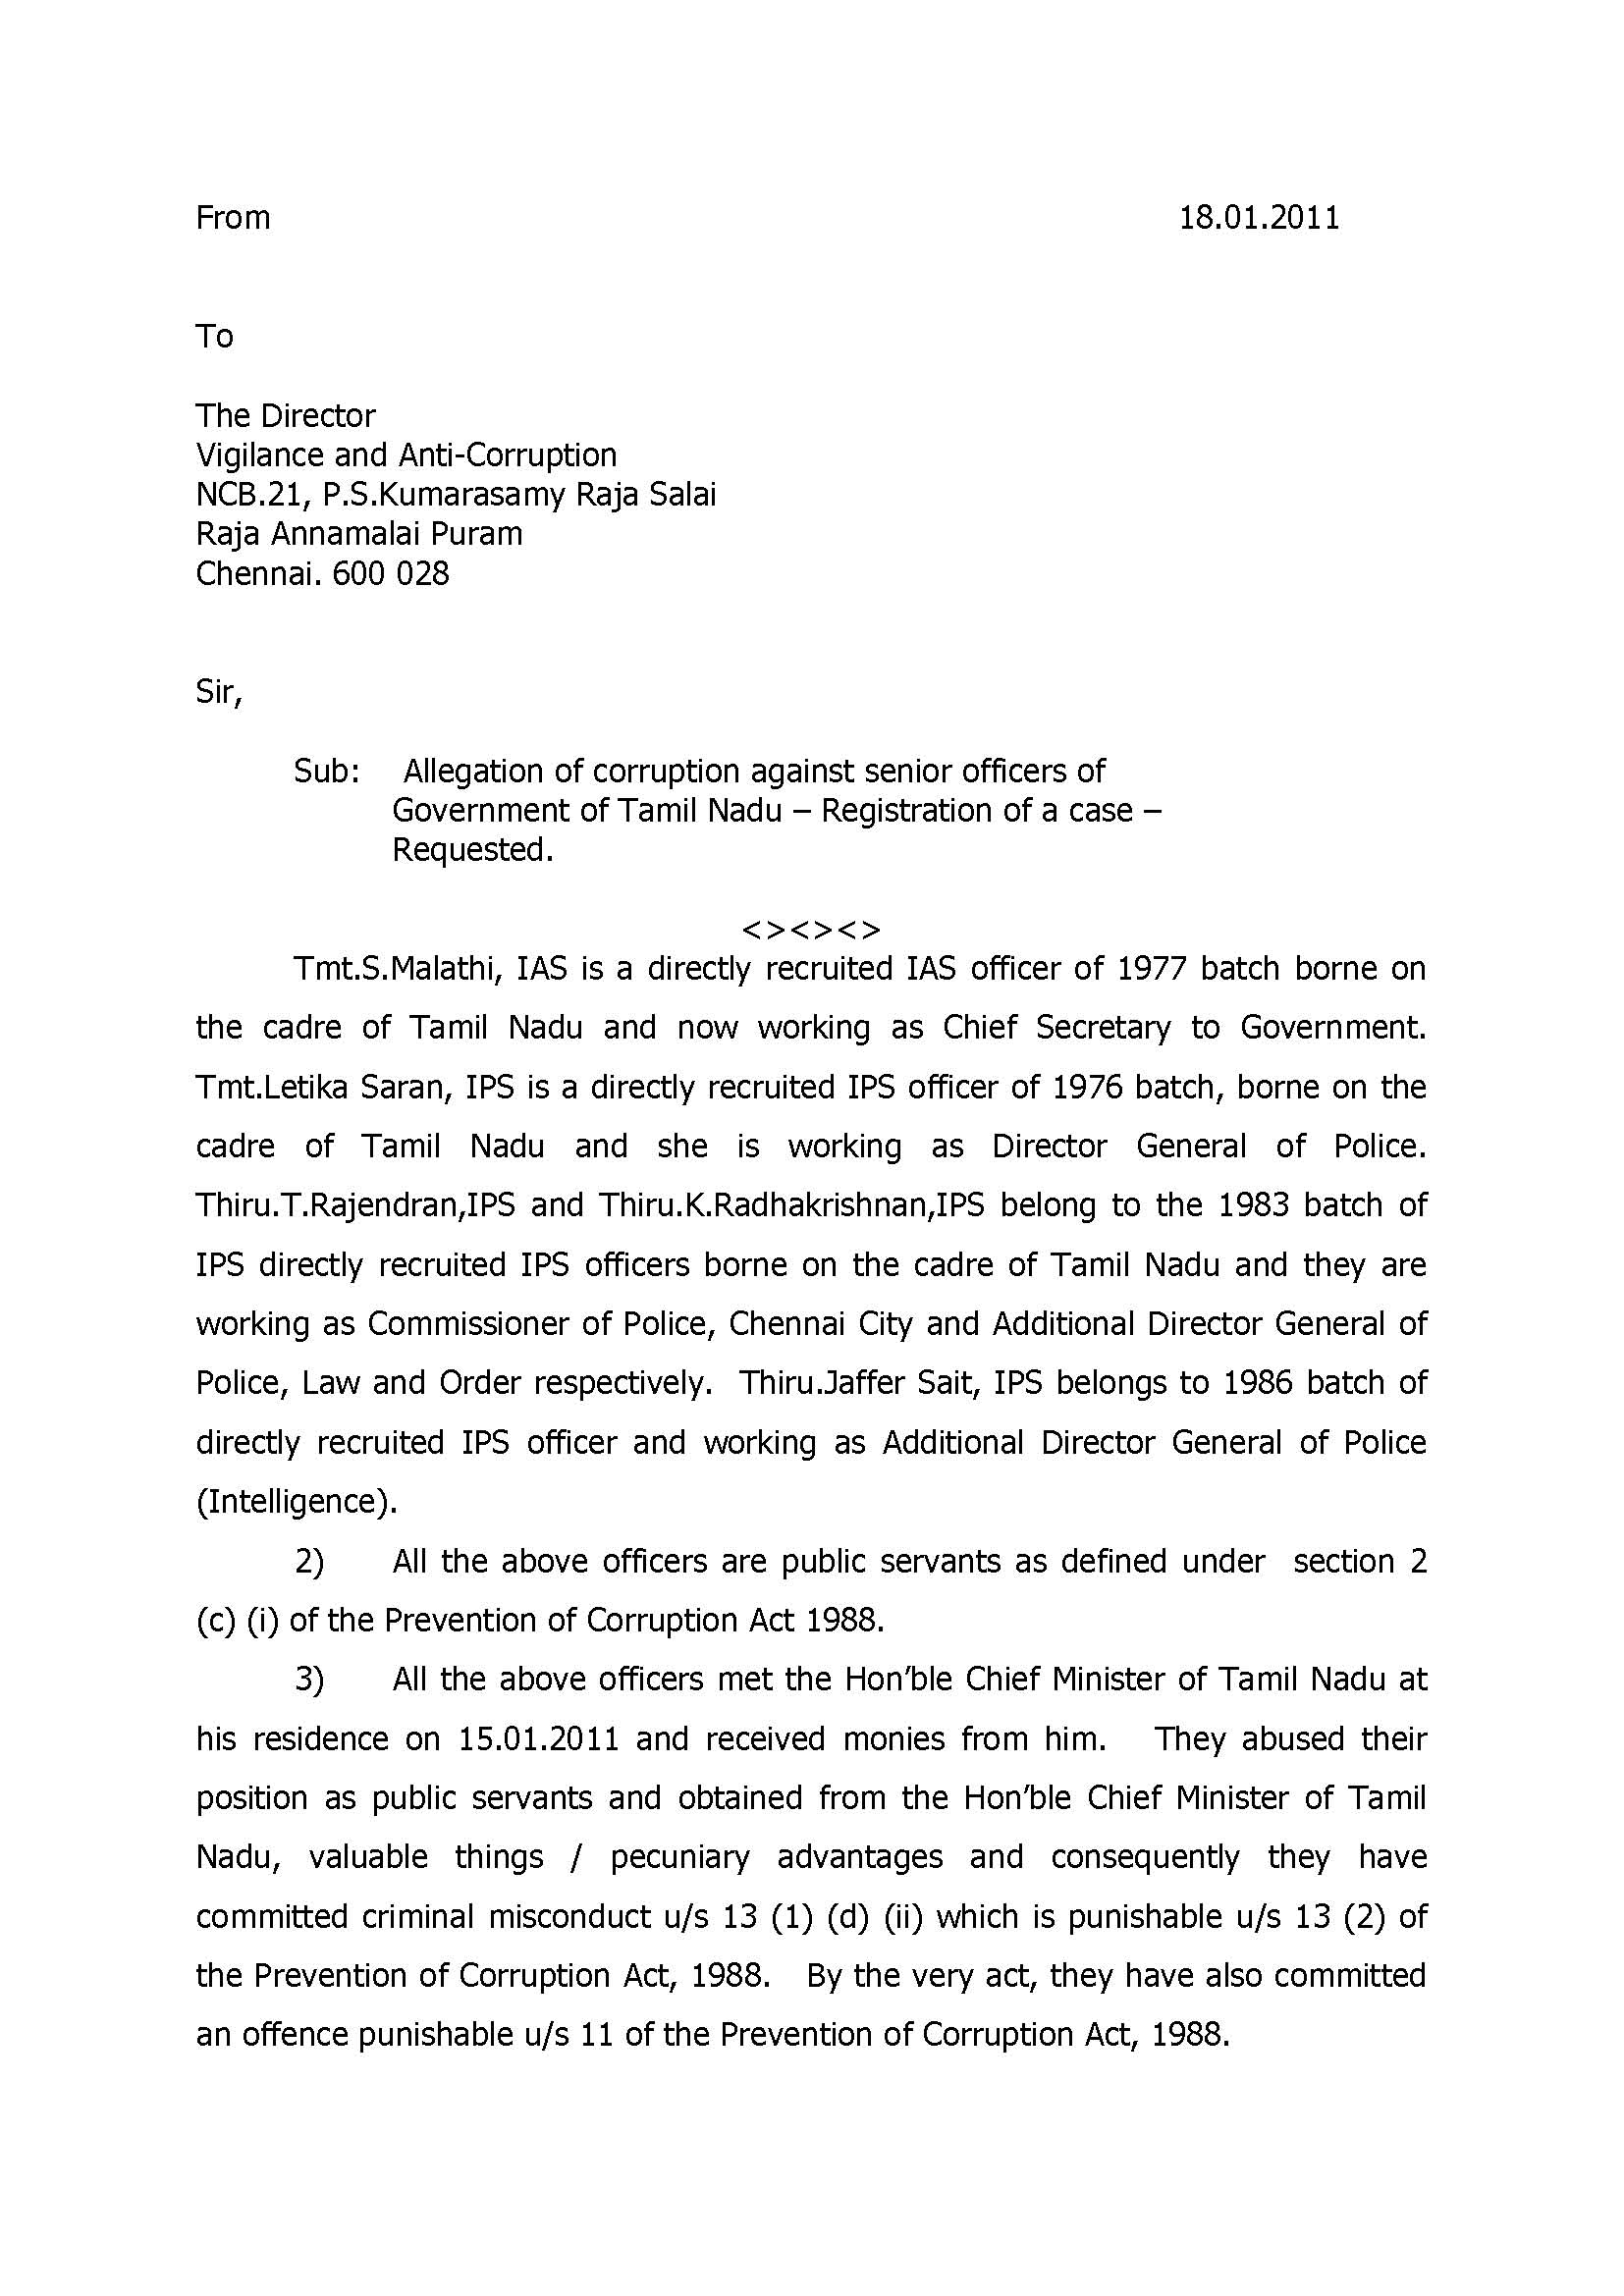 From 18.01.2011
To
The Director
Vigilance and Anti-Corruption
NCB.21, P.S.Kumarasamy Raja Salai
Raja Annamalai Puram
Chennai. 600 028
Sir,
Sub: Allegation of corruption against senior officers of
Government of Tamil Nadu – Registration of a case –
Requested.
<><><>
Tmt.S.Malathi, IAS is a directly recruited IAS officer of 1977 batch borne on
the cadre of Tamil Nadu and now working as Chief Secretary to Government.
Tmt.Letika Saran, IPS is a directly recruited IPS officer of 1976 batch, borne on the
cadre of Tamil Nadu and she is working as Director General of Police.
Thiru.T.Rajendran,IPS and Thiru.K.Radhakrishnan,IPS belong to the 1983 batch of
IPS directly recruited IPS officers borne on the cadre of Tamil Nadu and they are
working as Commissioner of Police, Chennai City and Additional Director General of
Police, Law and Order respectively. Thiru.Jaffer Sait, IPS belongs to 1986 batch of
directly recruited IPS officer and working as Additional Director General of Police
(Intelligence).
2) All the above officers are public servants as defined under section 2
(c) (i) of the Prevention of Corruption Act 1988.
3) All the above officers met the Hon’ble Chief Minister of Tamil Nadu at
his residence on 15.01.2011 and received monies from him. They abused their
position as public servants and obtained from the Hon’ble Chief Minister of Tamil
Nadu, valuable things / pecuniary advantages and consequently they have
committed criminal misconduct u/s 13 (1) (d) (ii) which is punishable u/s 13 (2) of
the Prevention of Corruption Act, 1988. By the very act, they have also committed
an offence punishable u/s 11 of the Prevention of Corruption Act, 1988.